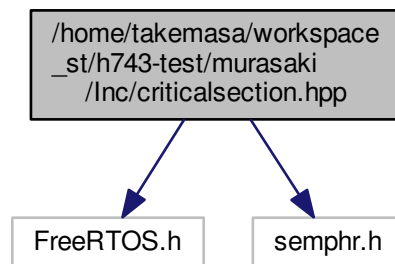 /home/takemasa/workspace
_st/h743-test/murasaki
/Inc/criticalsection.hpp
FreeRTOS.h
semphr.h